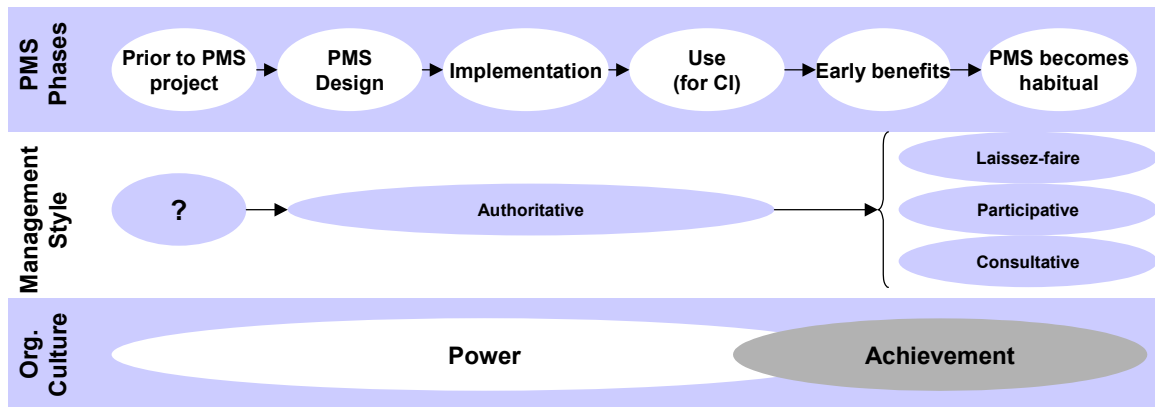 PMS
Phases
Prior to PMS
project
PMS
Design
Implementation
Use
(for CI)
Early benefits
PMS becomes
habitual
Management
Style
?
Authoritative
Laissez-faire
Participative
Consultative
Org.
Culture
Power
Achievement